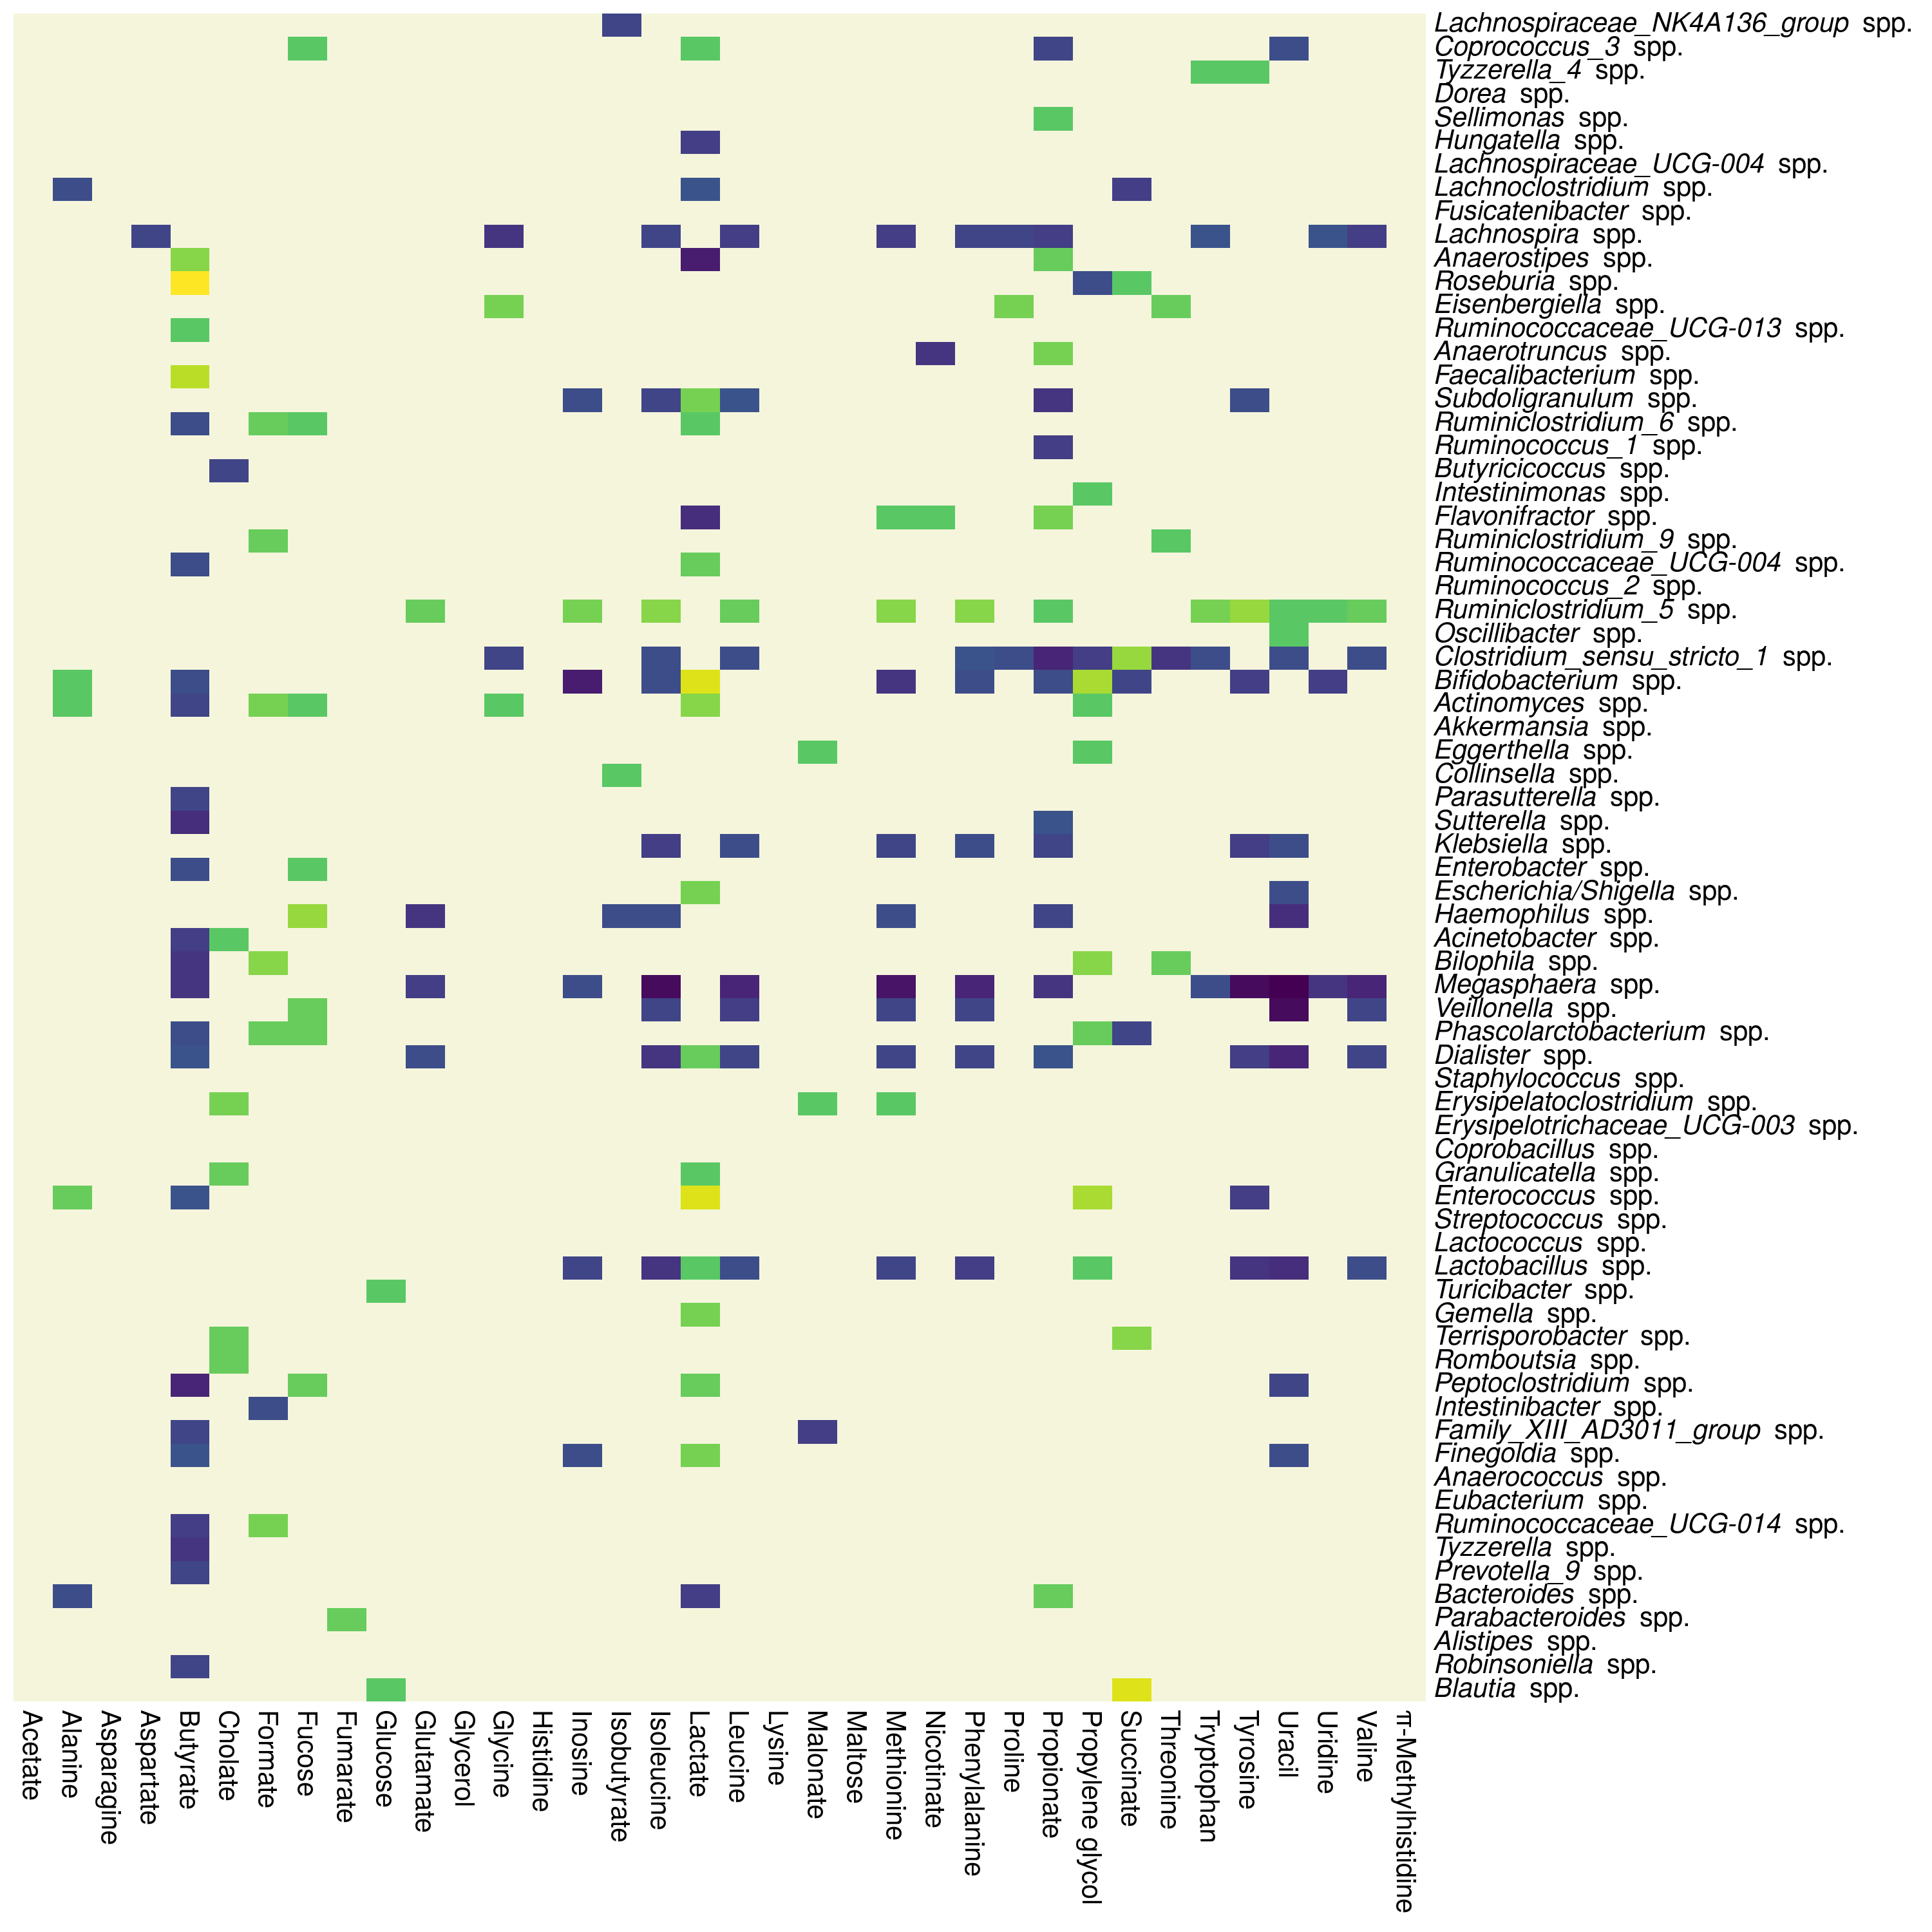 Lachnospiraceae_NK4A136_group spp.
Coprococcus_3 spp.
Tyzzerella_4 spp.
Dorea spp.
Sellimonas spp.
Hungatella spp.
Lachnospiraceae_UCG-004 spp.
Lachnoclostridium spp.
Fusicatenibacter spp.
Lachnospira spp.
Anaerostipes spp.
Roseburia spp.
Eisenbergiella spp.
Ruminococcaceae_UCG-013 spp.
Anaerotruncus spp.
Faecalibacterium spp.
Subdoligranulum spp.
Ruminiclostridium_6 spp.
Ruminococcus_1 spp.
Butyricicoccus spp.
Intestinimonas spp.
Flavonifractor spp.
Ruminiclostridium_9 spp.
Ruminococcaceae_UCG-004 spp.
Ruminococcus_2 spp.
Ruminiclostridium_5 spp.
Oscillibacter spp.
Clostridium_sensu_stricto_1 spp.
Bifidobacterium spp.
Actinomyces spp.
Akkermansia spp.
Eggerthella spp.
Collinsella spp.
Parasutterella spp.
Sutterella spp.
Klebsiella spp.
Enterobacter spp.
Escherichia/Shigella spp.
Haemophilus spp.
Acinetobacter spp.
Bilophila spp.
Megasphaera spp.
Veillonella spp.
Phascolarctobacterium spp.
Dialister spp.
Staphylococcus spp.
Erysipelatoclostridium spp.
Erysipelotrichaceae_UCG-003 spp.
Coprobacillus spp.
Granulicatella spp.
Enterococcus spp.
Streptococcus spp.
Lactococcus spp.
Lactobacillus spp.
Turicibacter spp.
Gemella spp.
Terrisporobacter spp.
Romboutsia spp.
Peptoclostridium spp.
Intestinibacter spp.
Family_XIII_AD3011_group spp.
Finegoldia spp.
Anaerococcus spp.
Eubacterium spp.
Ruminococcaceae_UCG-014 spp.
Tyzzerella spp.
Prevotella_9 spp.
Bacteroides spp.
Parabacteroides spp.
Alistipes spp.
Robinsoniella spp.
Blautia spp.
Acetate
Alanine
Asparagine
Aspartate
Butyrate
Cholate
Formate
Fucose
Fumarate
Glucose
Glutamate
Glycerol
Glycine
Histidine
Inosine
Isobutyrate
Isoleucine
Lactate
Leucine
Lysine
Malonate
Maltose
Methionine
Nicotinate
Phenylalanine
Proline
Propionate
Propylene glycol
Succinate
Threonine
Tryptophan
Tyrosine
Uracil
Uridine
Valine
π-Methylhistidine